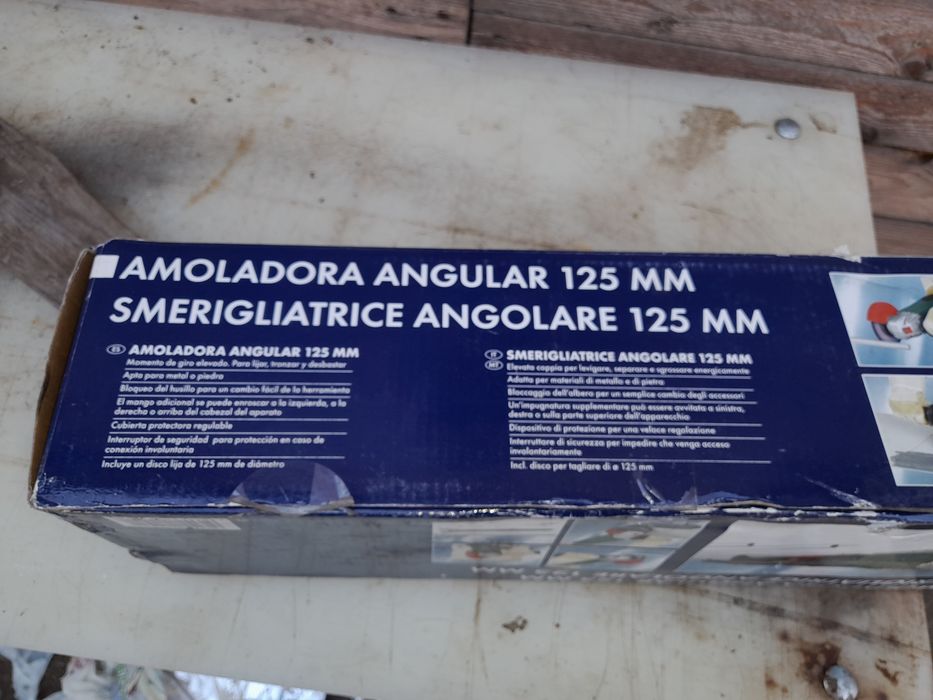 AMOLADORA ANGULAR 125 MM
SMERIGLIATRICE ANGOLARE 125 MM
ES AMOLADORA ANGULAR 125 MM
Momento de giro elevado. Para lijar, tronzar y desbastar
Apta para metal o piedra
Bloqueo del husillo para un cambio fácil de la herramienta
El mango adicional se puede enroscar a la izquierda, a la
derecha o arriba del cabezal del aparato
Cubierta protectora regulable
Interruptor de seguridad para protección en caso de
conexión involuntaria
Incluye un disco lija de 125 mm de diámetro
IT
MT
SMERIGLIATRICE ANGOLARE 125 MM
Elevata coppia per levigare, separare e sgrossare energicamente
Adatta per materiali di metallo e di pietra
Bloccaggio dell'albero per un semplice cambio degli accessori
Un'impugnatura supplementare può essere avvitata a sinistra,
destra o sulla parte superiore dell'apparecchio
Dispositivo di protezione per una veloce regolazione
Interruttore di sicurezza per impedire che venga acceso
involontariamente
Incl. disco per tagliare di ø 125 mm